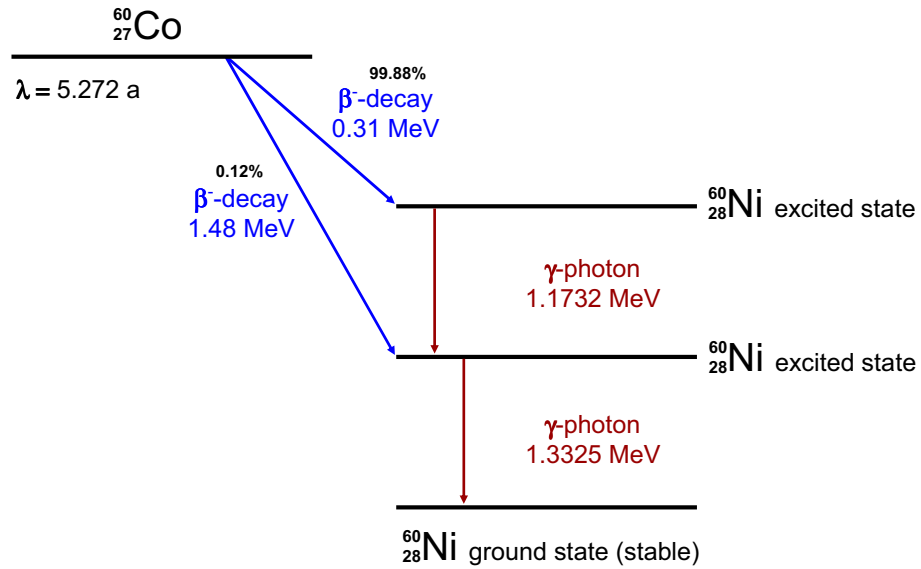 60
27Co
λ = 5.272 a
99.88%
β⁻-decay
0.31 MeV
0.12%
β⁻-decay
1.48 MeV
60
28Ni excited state
γ-photon
1.1732 MeV
60
28Ni excited state
γ-photon
1.3325 MeV
60
28Ni ground state (stable)